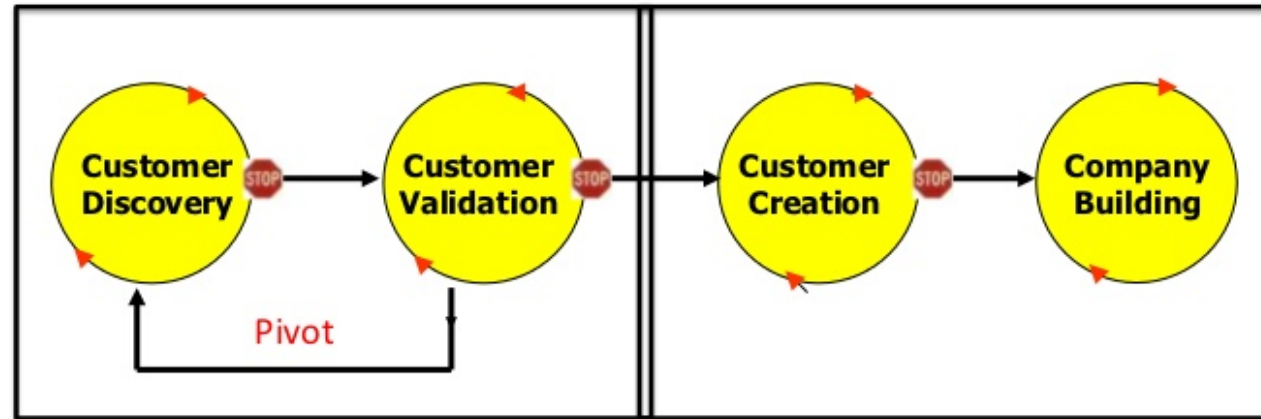 Customer
Discovery
STOP
Customer
Validation
STOP
Customer
Creation
STOP
Company
Building
Pivot